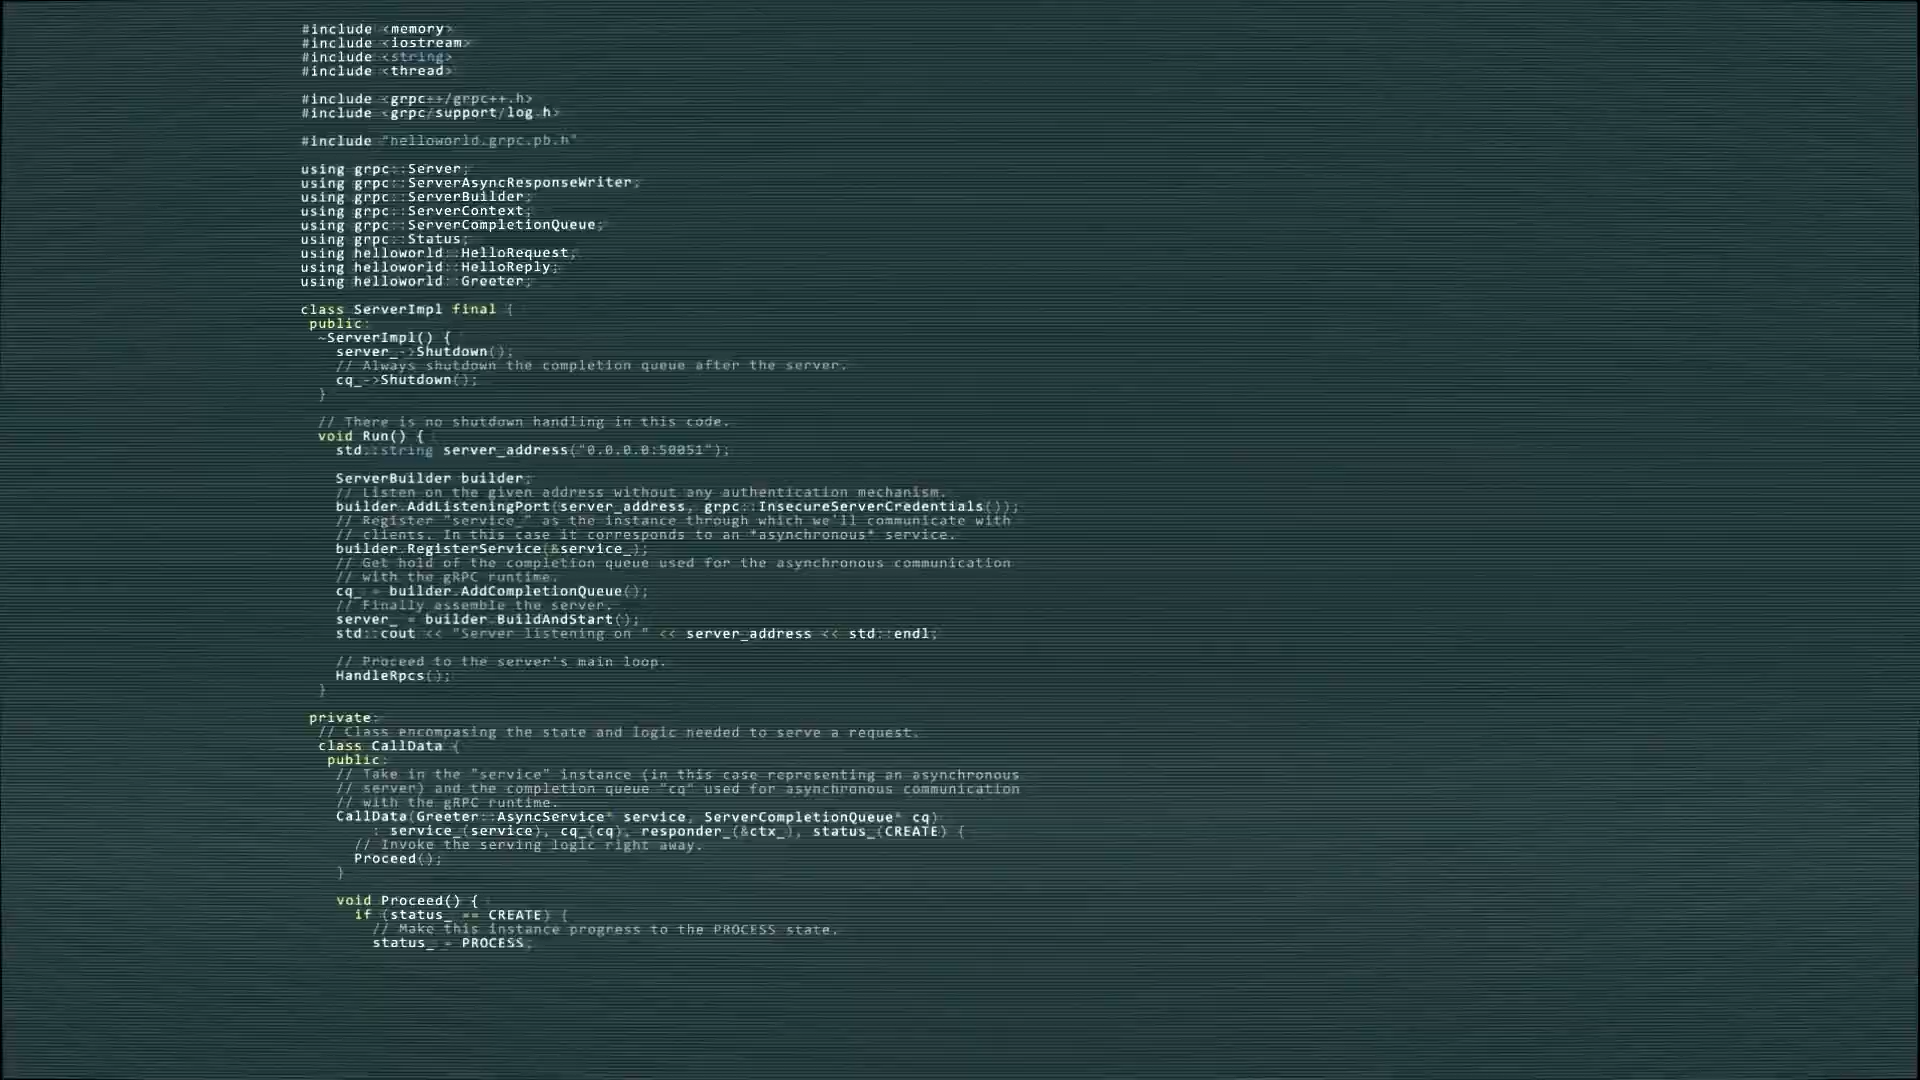 #include <memory>
#include <iostream>
#include <string>
#include <thread>
#include <grpc++/grpc++.h>
#include <grpc/support/log.h>
#include "helloworld.grpc.pb.h"
using grpc::Server;
using grpc::ServerAsyncResponseWriter;
using grpc::ServerBuilder;
using grpc::ServerContext;
using grpc::ServerCompletionQueue;
using grpc::Status;
using helloworld::HelloRequest;
using helloworld::HelloReply;
using helloworld::Greeter;
class ServerImpl final {
public:
~ServerImpl() {
server_->Shutdown();
// Always shutdown the completion queue after the server.
cq_->Shutdown();
}
// There is no shutdown handling in this code.
void Run() {
std::string server_address("0.0.0.0:50051");
ServerBuilder builder;
// Listen on the given address without any authentication mechanism.
builder.AddListeningPort(server_address, grpc::InsecureServerCredentials());
// Register "service_" as the instance through which we'll communicate with
// clients. In this case it corresponds to an *asynchronous* service.
builder.RegisterService(&service_);
// Get hold of the completion queue used for the asynchronous communication
// with the gRPC runtime.
cq_ = builder.AddCompletionQueue();
// Finally assemble the server.
server_ = builder.BuildAndStart();
std::cout << "Server listening on " << server_address << std::endl;
// Proceed to the server's main loop.
HandleRpcs();
}
private:
// Class encompasing the state and logic needed to serve a request.
class CallData {
public:
// Take in the "service" instance (in this case representing an asynchronous
// server) and the completion queue "cq" used for asynchronous communication
// with the gRPC runtime.
CallData(Greeter::AsyncService* service, ServerCompletionQueue* cq)
: service_(service), cq_(cq), responder_(&ctx_), status_(CREATE) {
// Invoke the serving logic right away.
Proceed();
}
void Proceed() {
if (status_ == CREATE) {
// Make this instance progress to the PROCESS state.
status_ = PROCESS;